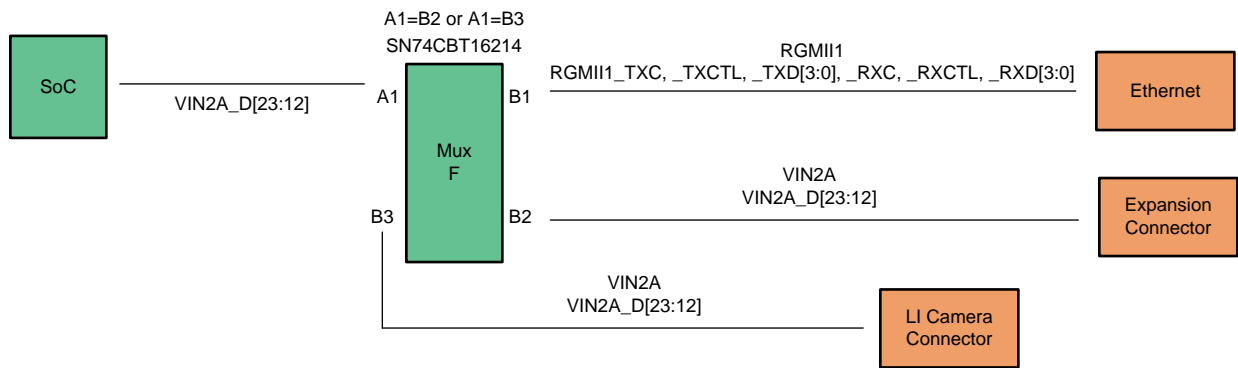 A1=B2 or A1=B3
SN74CBT16214
SoC
VIN2A_D[23:12]
A1
B1
RGMII1
RGMII1_TXC, _TXCTL, _TXD[3:0], _RXC, _RXCTL, _RXD[3:0]
Ethernet
Mux
F
B3
B2
VIN2A
VIN2A_D[23:12]
Expansion
Connector
VIN2A
VIN2A_D[23:12]
LI Camera
Connector